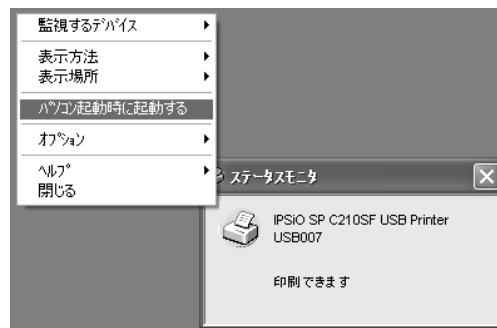 監視するﾃﾞﾊﾞｲｽ
表示方法
表示場所
ﾊﾟｿｺﾝ起動時に起動する
ｵﾌﾟｼｮﾝ
ﾍﾙﾌﾟ
閉じる
ｽﾃｰﾀｽﾓﾆﾀ
IPSiO SP C210SF USB Printer
USB007
印刷できます